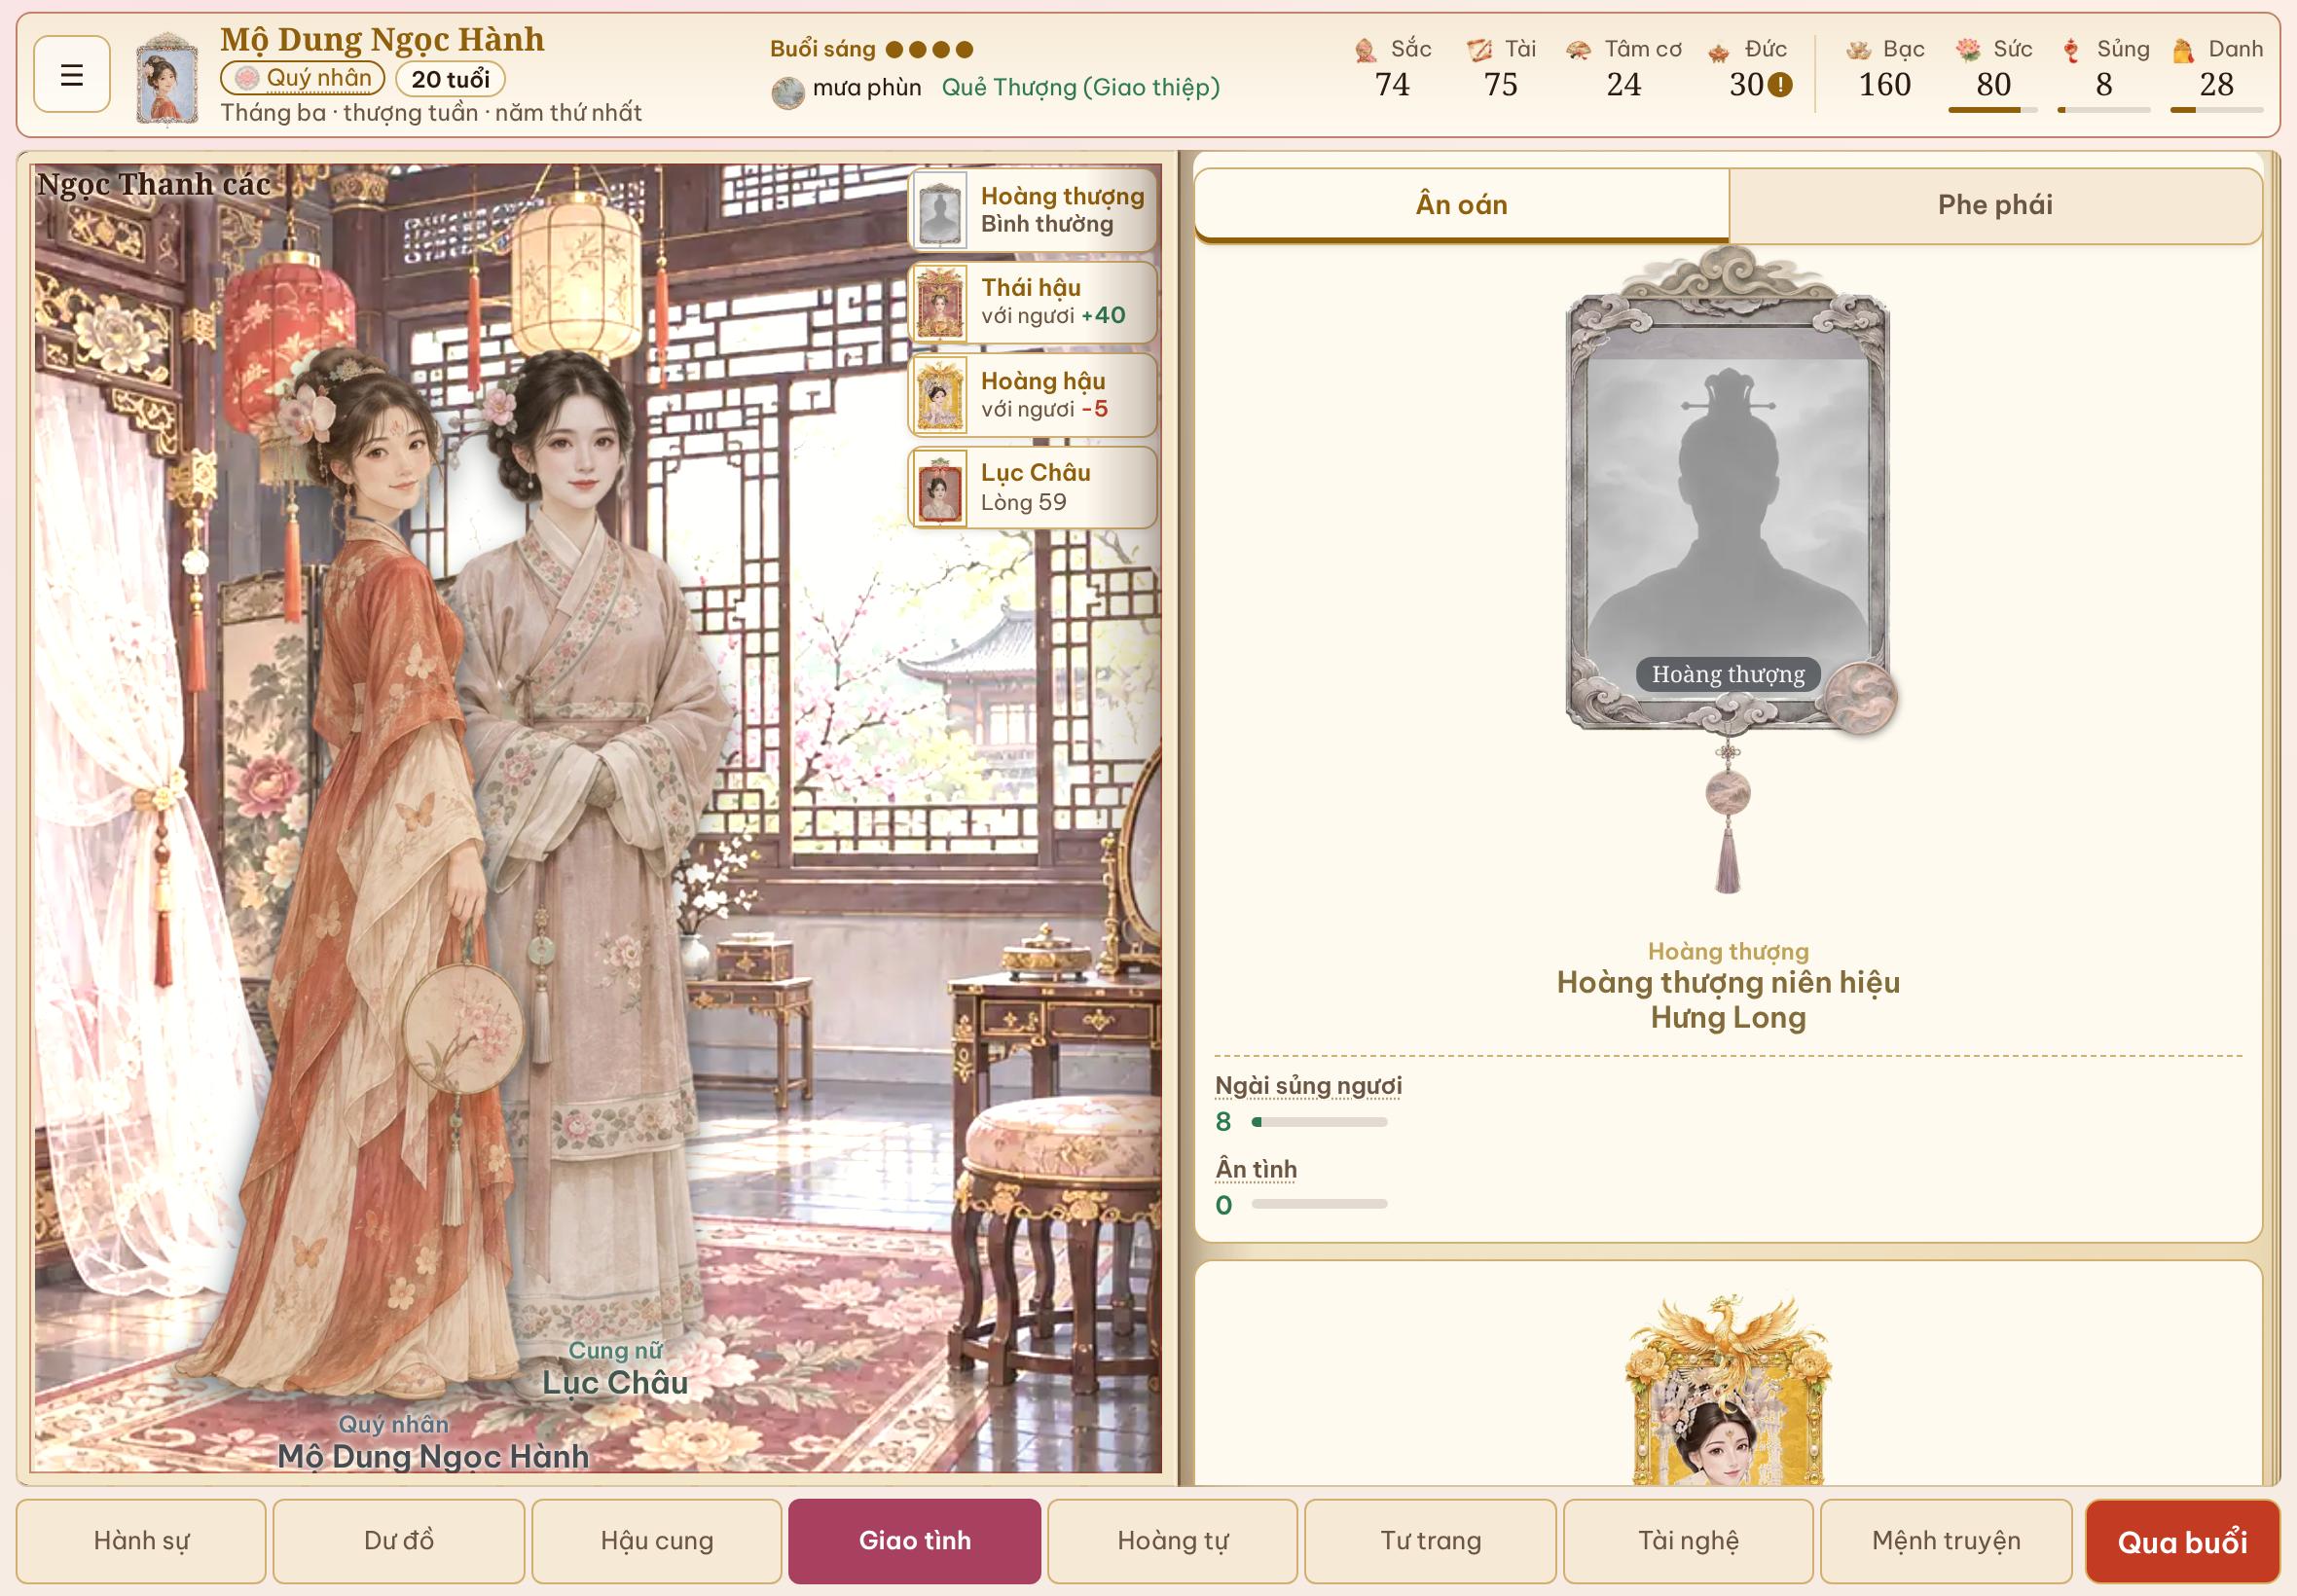 ☰
Mộ Dung Ngọc Hành
Quý nhân
20 tuổi
Tháng ba · thượng tuần · năm thứ nhất
Buổi sáng
mưa phùn Quẻ Thượng (Giao thiệp)
Sắc
74
Tài
75
Tâm cơ
24
Đức
30 !
Bạc
160
Sức
80
Sủng
8
Danh
28
Ngọc Thanh các
Hoàng thượng
Bình thường
Thái hậu
với ngươi +40
Hoàng hậu
với ngươi -5
Lục Châu
Lòng 59
Cung nữ
Lục Châu
Quý nhân
Mộ Dung Ngọc Hành
Ân oán
Phe phái
Hoàng thượng
Hoàng thượng
Hoàng thượng niên hiệu
Hưng Long
Ngài sủng ngươi
8
Ân tình
0
Hành sự
Dư đồ
Hậu cung
Giao tình
Hoàng tự
Tư trang
Tài nghệ
Mệnh truyện
Qua buổi